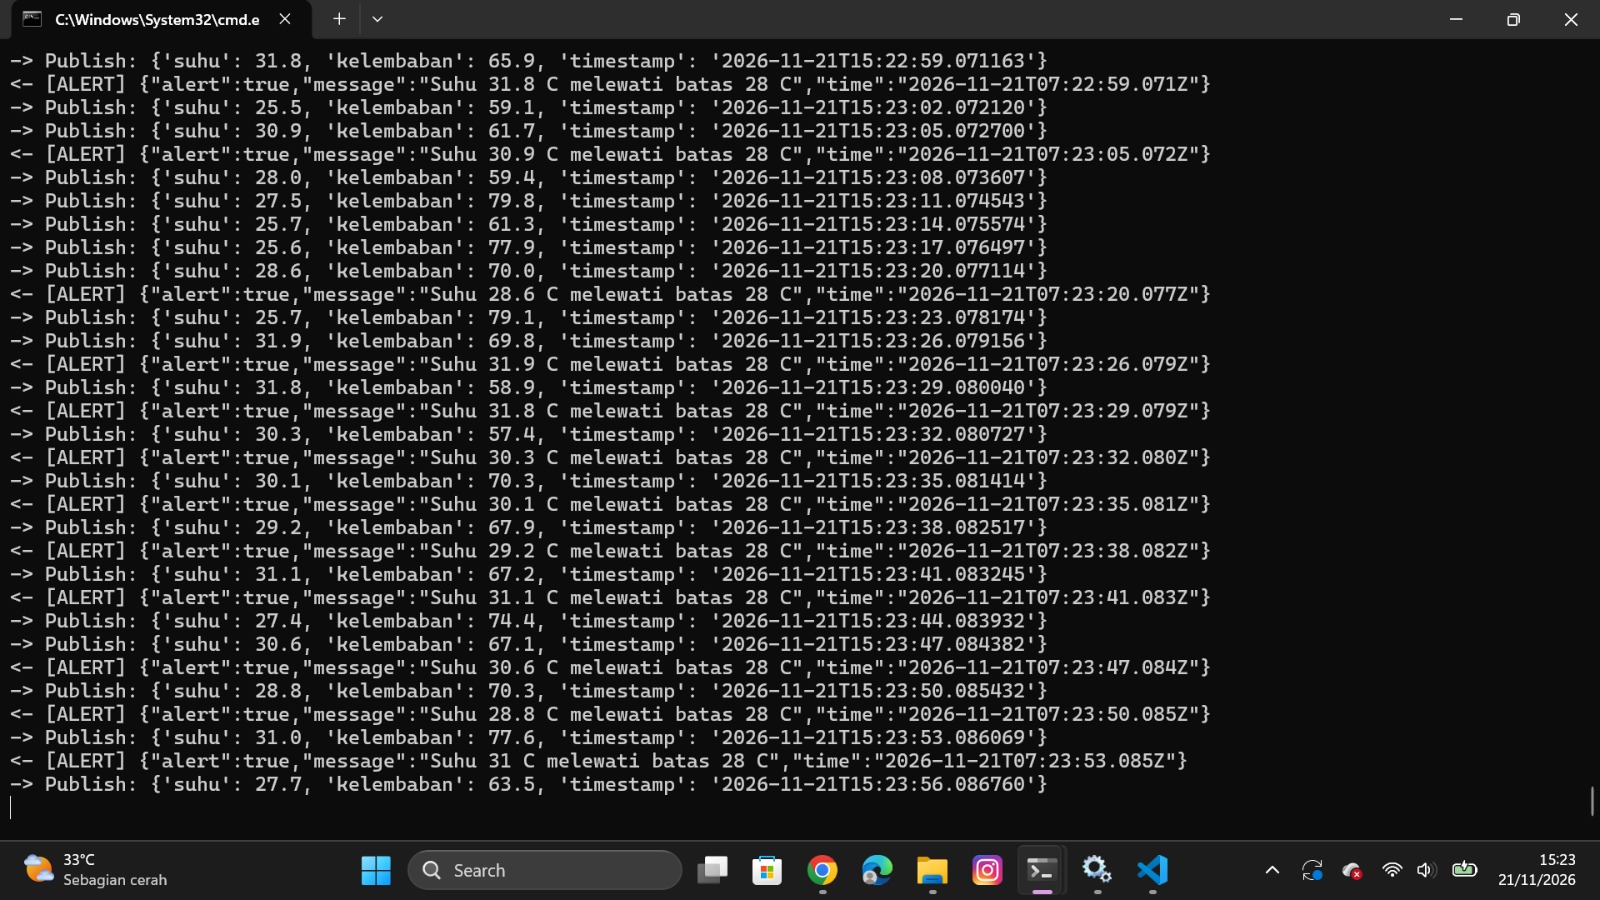 C:\Windows\System32\cmd.e
-> Publish: {'suhu': 31.8, 'kelembaban': 65.9, 'timestamp': '2026-11-21T15:22:59.071163'}
<- [ALERT] {"alert":true,"message":"Suhu 31.8 C melewati batas 28 C","time":"2026-11-21T07:22:59.071Z"}
-> Publish: {'suhu': 25.5, 'kelembaban': 59.1, 'timestamp': '2026-11-21T15:23:02.072120'}
-> Publish: {'suhu': 30.9, 'kelembaban': 61.7, 'timestamp': '2026-11-21T15:23:05.072700'}
<- [ALERT] {"alert":true,"message":"Suhu 30.9 C melewati batas 28 C","time":"2026-11-21T07:23:05.072Z"}
-> Publish: {'suhu': 28.0, 'kelembaban': 59.4, 'timestamp': '2026-11-21T15:23:08.073607'}
-> Publish: {'suhu': 27.5, 'kelembaban': 79.8, 'timestamp': '2026-11-21T15:23:11.074543'}
-> Publish: {'suhu': 25.7, 'kelembaban': 61.3, 'timestamp': '2026-11-21T15:23:14.075574'}
-> Publish: {'suhu': 25.6, 'kelembaban': 77.9, 'timestamp': '2026-11-21T15:23:17.076497'}
-> Publish: {'suhu': 28.6, 'kelembaban': 70.0, 'timestamp': '2026-11-21T15:23:20.077114'}
<- [ALERT] {"alert":true,"message":"Suhu 28.6 C melewati batas 28 C","time":"2026-11-21T07:23:20.077Z"}
-> Publish: {'suhu': 25.7, 'kelembaban': 79.1, 'timestamp': '2026-11-21T15:23:23.078174'}
-> Publish: {'suhu': 31.9, 'kelembaban': 69.8, 'timestamp': '2026-11-21T15:23:26.079156'}
<- [ALERT] {"alert":true,"message":"Suhu 31.9 C melewati batas 28 C","time":"2026-11-21T07:23:26.079Z"}
-> Publish: {'suhu': 31.8, 'kelembaban': 58.9, 'timestamp': '2026-11-21T15:23:29.080040'}
<- [ALERT] {"alert":true,"message":"Suhu 31.8 C melewati batas 28 C","time":"2026-11-21T07:23:29.079Z"}
-> Publish: {'suhu': 30.3, 'kelembaban': 57.4, 'timestamp': '2026-11-21T15:23:32.080727'}
<- [ALERT] {"alert":true,"message":"Suhu 30.3 C melewati batas 28 C","time":"2026-11-21T07:23:32.080Z"}
-> Publish: {'suhu': 30.1, 'kelembaban': 70.3, 'timestamp': '2026-11-21T15:23:35.081414'}
<- [ALERT] {"alert":true,"message":"Suhu 30.1 C melewati batas 28 C","time":"2026-11-21T07:23:35.081Z"}
-> Publish: {'suhu': 29.2, 'kelembaban': 67.9, 'timestamp': '2026-11-21T15:23:38.082517'}
<- [ALERT] {"alert":true,"message":"Suhu 29.2 C melewati batas 28 C","time":"2026-11-21T07:23:38.082Z"}
-> Publish: {'suhu': 31.1, 'kelembaban': 67.2, 'timestamp': '2026-11-21T15:23:41.083245'}
<- [ALERT] {"alert":true,"message":"Suhu 31.1 C melewati batas 28 C","time":"2026-11-21T07:23:41.083Z"}
-> Publish: {'suhu': 27.4, 'kelembaban': 74.4, 'timestamp': '2026-11-21T15:23:44.083932'}
-> Publish: {'suhu': 30.6, 'kelembaban': 67.1, 'timestamp': '2026-11-21T15:23:47.084382'}
<- [ALERT] {"alert":true,"message":"Suhu 30.6 C melewati batas 28 C","time":"2026-11-21T07:23:47.084Z"}
-> Publish: {'suhu': 28.8, 'kelembaban': 70.3, 'timestamp': '2026-11-21T15:23:50.085432'}
<- [ALERT] {"alert":true,"message":"Suhu 28.8 C melewati batas 28 C","time":"2026-11-21T07:23:50.085Z"}
-> Publish: {'suhu': 31.0, 'kelembaban': 77.6, 'timestamp': '2026-11-21T15:23:53.086069'}
<- [ALERT] {"alert":true,"message":"Suhu 31 C melewati batas 28 C","time":"2026-11-21T07:23:53.085Z"}
-> Publish: {'suhu': 27.7, 'kelembaban': 63.5, 'timestamp': '2026-11-21T15:23:56.086760'}
33°C
Sebagian cerah
Search
15:23
21/11/2026